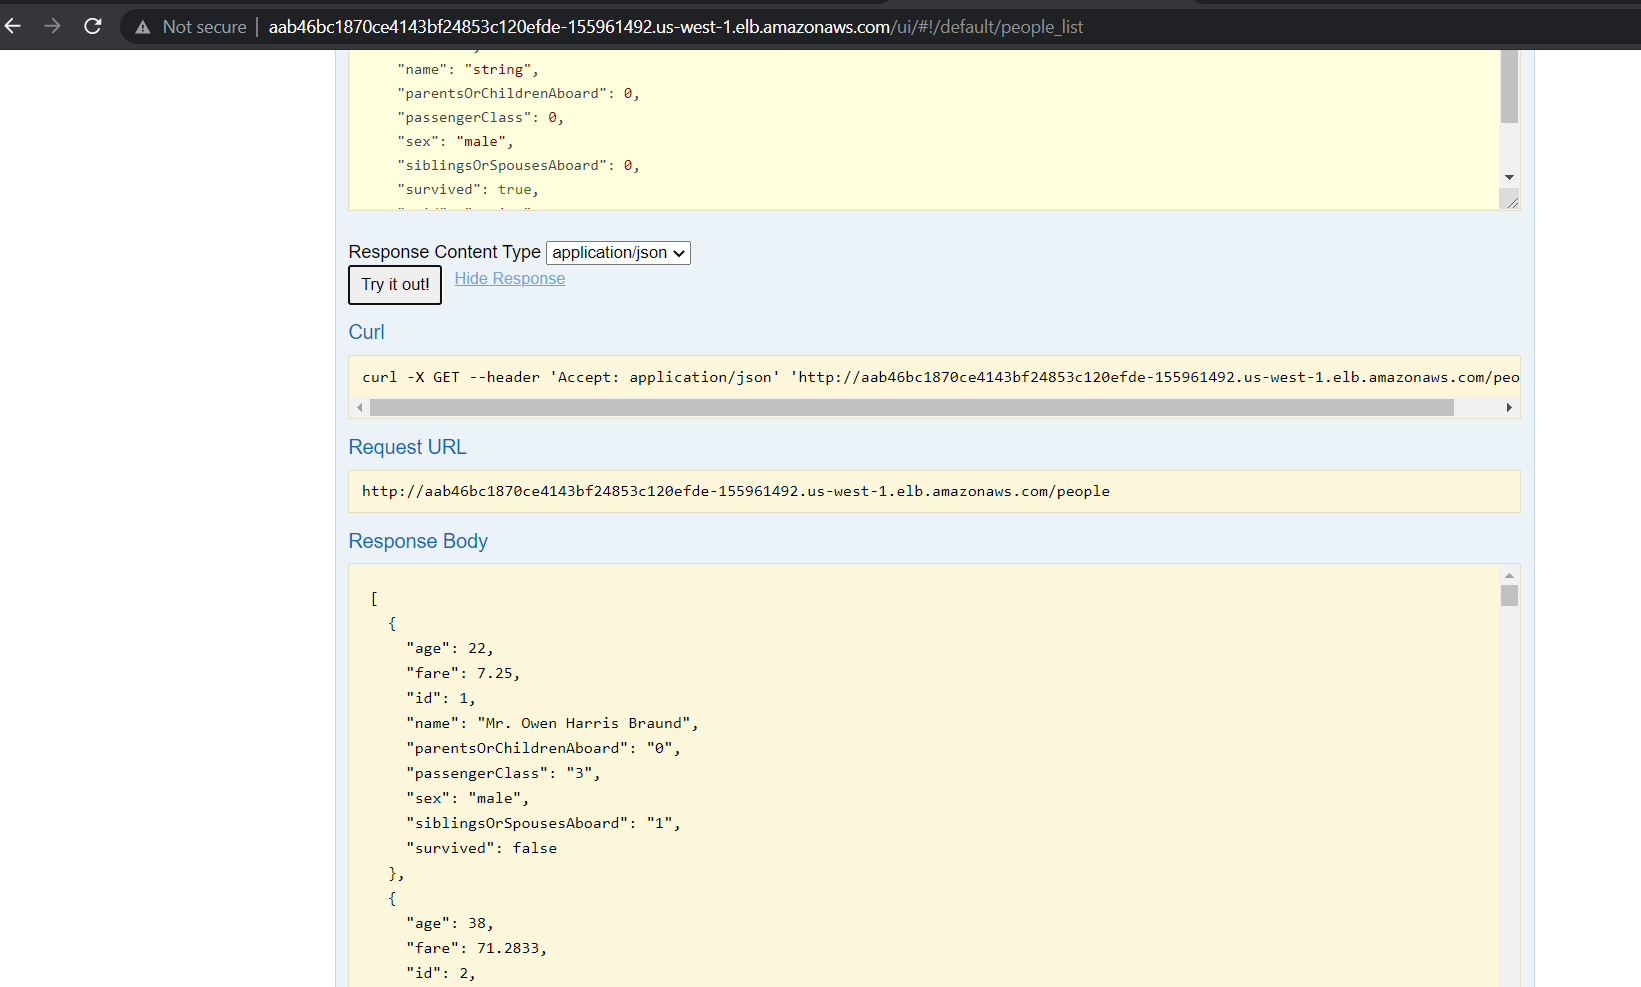 Not secure | aab46bc1870ce4143bf24853c120efde-155961492.us-west-1.elb.amazonaws.com/ui/#!/default/people_list
"name": "string",
"parentsOrChildrenAboard": 0,
"passengerClass": 0,
"sex": "male",
"siblingsOrSpousesAboard": 0,
"survived": true,
Response Content Type application/json
Try it out! Hide Response
Curl
curl -X GET --header 'Accept: application/json' 'http://aab46bc1870ce4143bf24853c120efde-155961492.us-west-1.elb.amazonaws.com/peo
Request URL
http://aab46bc1870ce4143bf24853c120efde-155961492.us-west-1.elb.amazonaws.com/people
Response Body
[
{
"age": 22,
"fare": 7.25,
"id": 1,
"name": "Mr. Owen Harris Braund",
"parentsOrChildrenAboard": "0",
"passengerClass": "3",
"sex": "male",
"siblingsOrSpousesAboard": "1",
"survived": false
},
{
"age": 38,
"fare": 71.2833,
"id": 2,